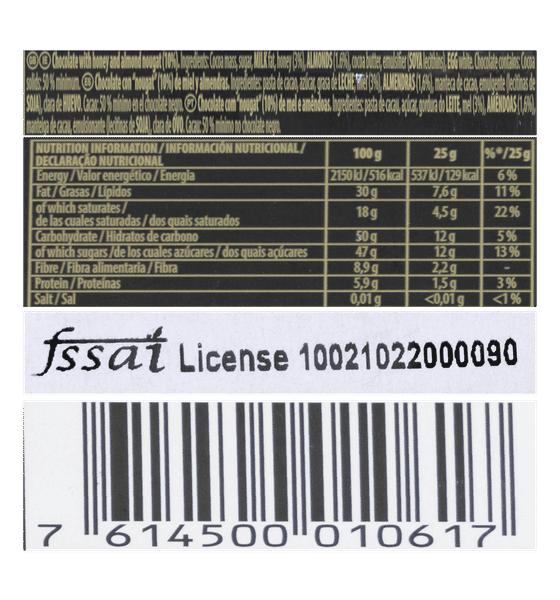 GB IE Chocolate with honey and almond nougat (10%). Ingredients: Cocoa mass, sugar, MILK fat, honey (3%), ALMONDS (1,6%), cocoa butter, emulsifier (SOYA lecithins), EGG white. Chocolate contains: Cocoa
solids: 50 % minimum. ES Chocolate con "nougat" (10%) de miel y almendras. Ingredientes: pasta de cacao, azúcar, grasa de LECHE, miel (3%), ALMENDRAS (1,6%), manteca de cacao, emulgente (lecitinas de
SOJA), clara de HUEVO. Cacao: 50 % mínimo en el chocolate negro. PT Chocolate com "nougat" (10%) de mel e amêndoas. Ingredientes: pasta de cacau, açúcar, gordura do LEITE, mel (3%), AMÊNDOAS (1,6%),
manteiga de cacau, emulsionante (lecitinas de SOJA), clara de OVO. Cacau: 50 % mínimo no chocolate negro.
NUTRITION INFORMATION / INFORMACIÓN NUTRICIONAL / 100 g 25 g %*/25 g
DECLARAÇÃO NUTRICIONAL
Energy / Valor energético / Energia 2150 kJ / 516 kcal 537 kJ / 129 kcal 6 %
Fat / Grasas / Lípidos 30 g 7,6 g 11 %
of which saturates / 18 g 4,5 g 22 %
de las cuales saturadas / dos quais saturados
Carbohydrate / Hidratos de carbono 50 g 12 g 5 %
of which sugars / de los cuales azúcares / dos quais açúcares 47 g 12 g 13 %
Fibre / Fibra alimentaria / Fibra 8,9 g 2,2 g -
Protein / Proteínas 5,9 g 1,5 g 3 %
Salt / Sal 0,01 g <0,01 g <1 %
fssai License 10021022000090
7 614500 010617